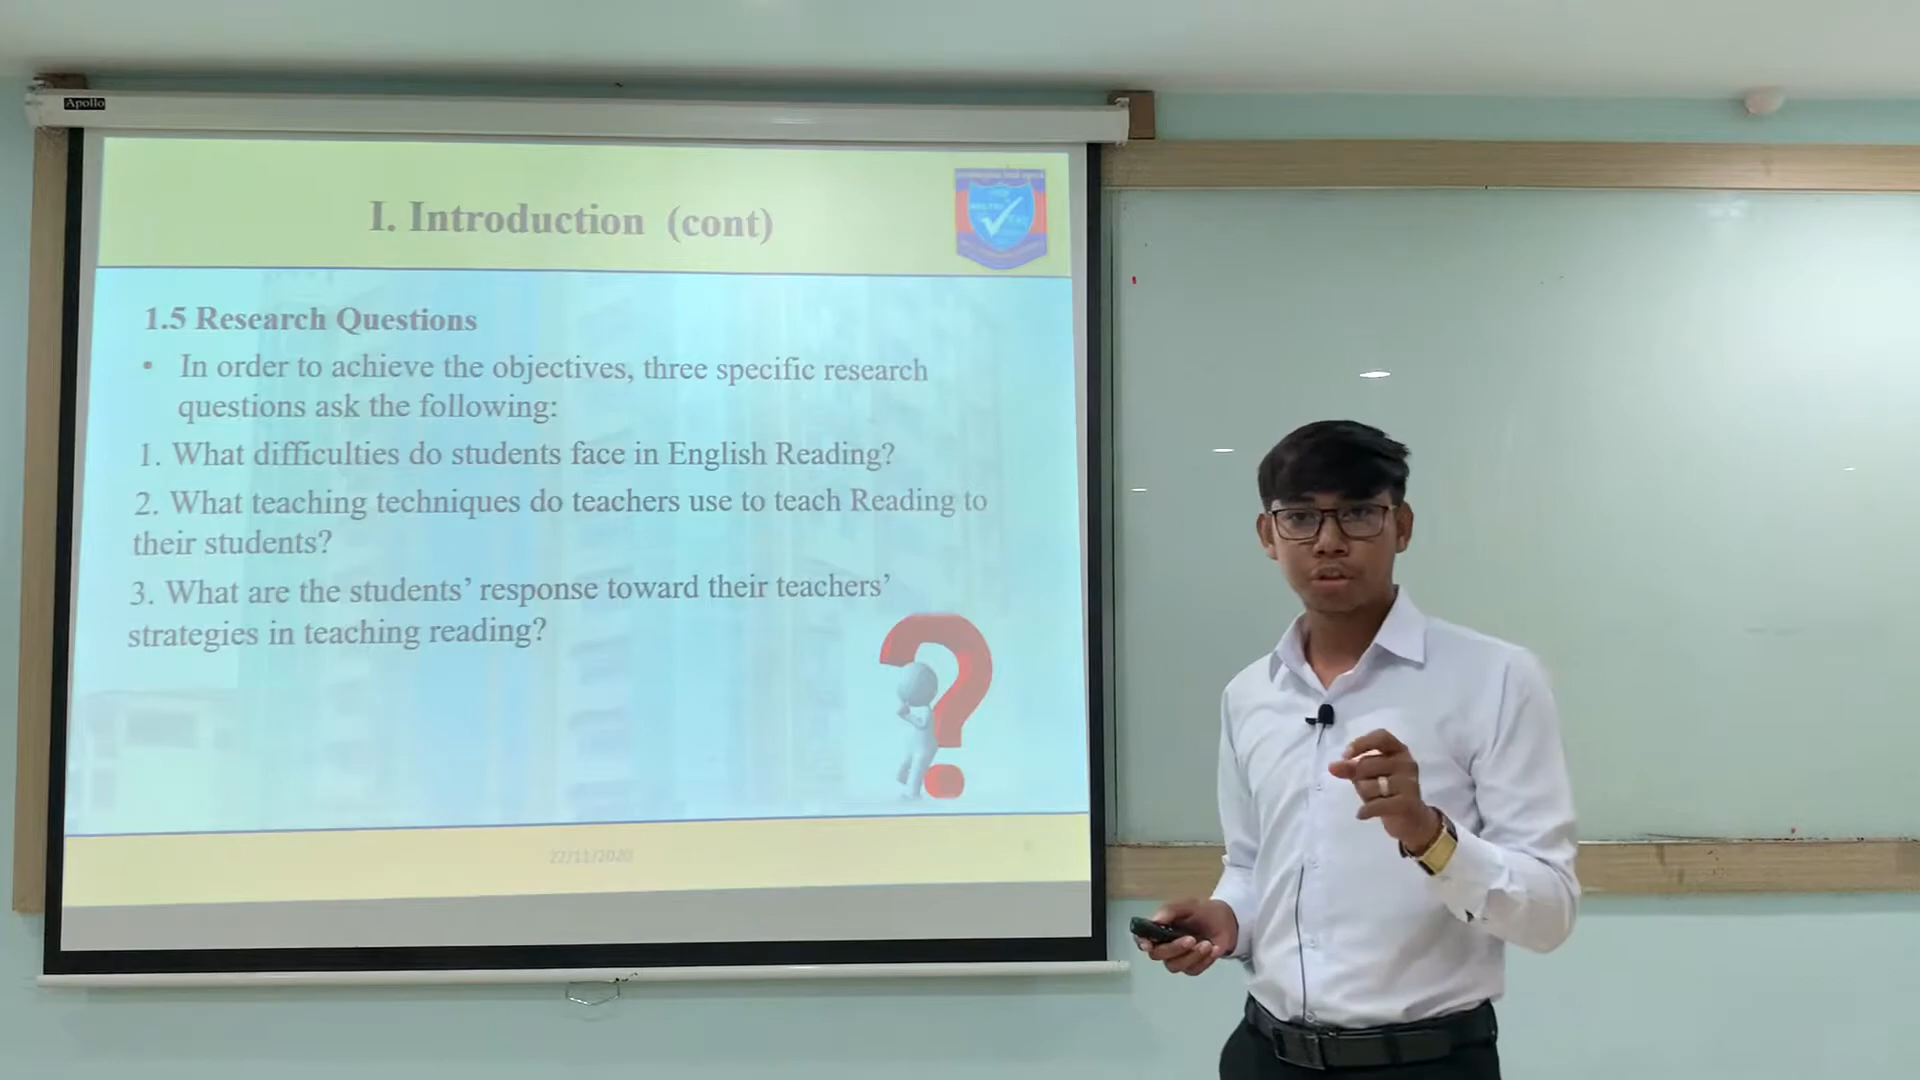 Apollo
I. Introduction (cont)
1.5 Research Questions
• In order to achieve the objectives, three specific research
questions ask the following:
1. What difficulties do students face in English Reading?
2. What teaching techniques do teachers use to teach Reading to
their students?
3. What are the students’ response toward their teachers’
strategies in teaching reading?
22/11/2020